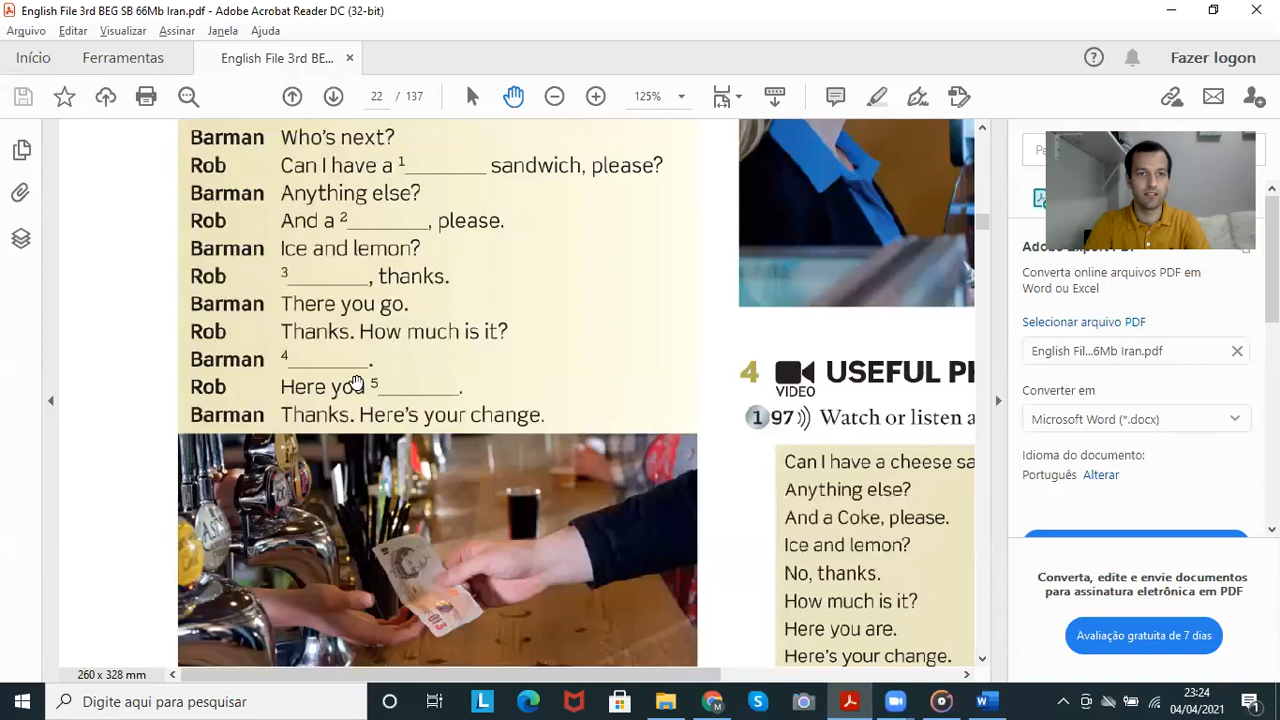 English File 3rd BEG SB 66Mb Iran.pdf - Adobe Acrobat Reader DC (32-bit)
Arquivo Editar Visualizar Assinar Janela Ajuda
Início Ferramentas English File 3rd BE... × Fazer logon
22 / 137 125%
Barman Who's next?
Rob Can I have a 1________ sandwich, please?
Barman Anything else?
Rob And a 2________, please.
Barman Ice and lemon?
Rob 3________, thanks.
Barman There you go.
Rob Thanks. How much is it?
Barman 4________.
Rob Here you 5________.
Barman Thanks. Here's your change.
4 VIDEO USEFUL
1 97))) Watch or listen a
Can I have a cheese sa
Anything else?
And a Coke, please.
Ice and lemon?
No, thanks.
How much is it?
Here you are.
Here's your change.
260 x 328 mm
Converta online arquivos PDF em
Word ou Excel
Selecionar arquivo PDF
English Fil...6Mb Iran.pdf
Converter em
Microsoft Word (*.docx)
Idioma do documento:
Português Alterar
Converta, edite e envie documentos
para assinatura eletrônica em PDF
Avaliação gratuita de 7 dias
Digite aqui para pesquisar
23:24
04/04/2021